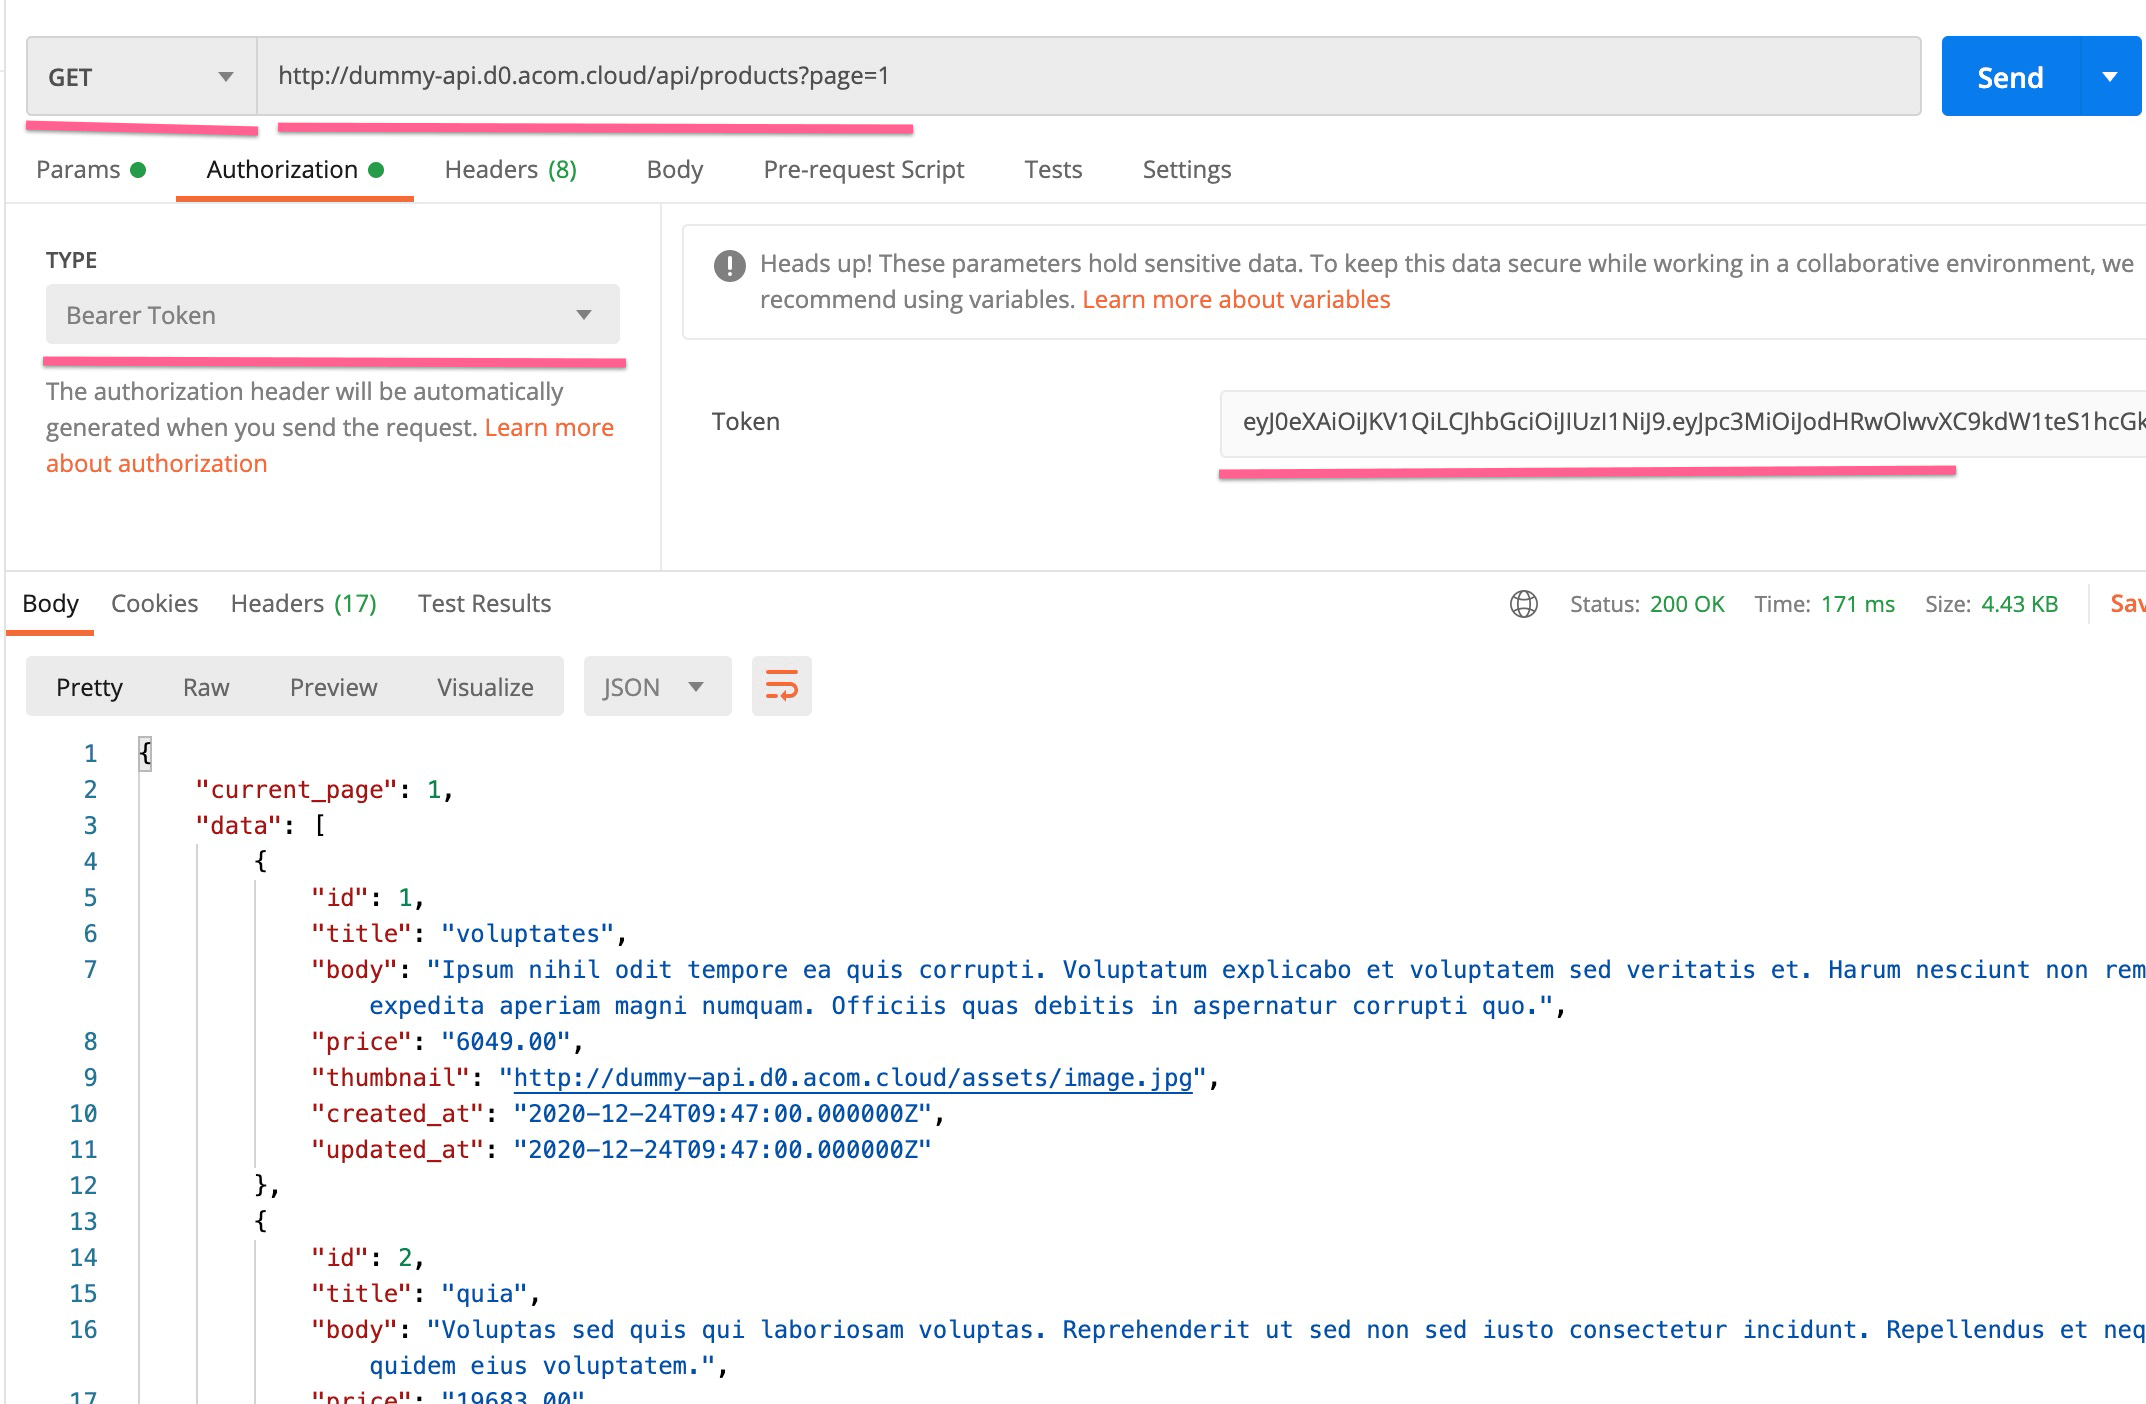 GET http://dummy-api.d0.acom.cloud/api/products?page=1 Send
Params Authorization Headers (8) Body Pre-request Script Tests Settings
TYPE
Bearer Token
The authorization header will be automatically
generated when you send the request. Learn more
about authorization
Heads up! These parameters hold sensitive data. To keep this data secure while working in a collaborative environment, we
recommend using variables. Learn more about variables
Token eyJ0eXAiOiJKV1QiLCJhbGciOiJIUzI1NiJ9.eyJpc3MiOiJodHRwOlwvXC9kdW1teS1hcGk
Body Cookies Headers (17) Test Results Status: 200 OK Time: 171 ms Size: 4.43 KB Sav
Pretty Raw Preview Visualize JSON
1 {
2 "current_page": 1,
3 "data": [
4 {
5 "id": 1,
6 "title": "voluptates",
7 "body": "Ipsum nihil odit tempore ea quis corrupti. Voluptatum explicabo et voluptatem sed veritatis et. Harum nesciunt non rem
expedita aperiam magni numquam. Officiis quas debitis in aspernatur corrupti quo.",
8 "price": "6049.00",
9 "thumbnail": "http://dummy-api.d0.acom.cloud/assets/image.jpg",
10 "created_at": "2020-12-24T09:47:00.000000Z",
11 "updated_at": "2020-12-24T09:47:00.000000Z"
12 },
13 {
14 "id": 2,
15 "title": "quia",
16 "body": "Voluptas sed quis qui laboriosam voluptas. Reprehenderit ut sed non sed iusto consectetur incidunt. Repellendus et neq
quidem eius voluptatem.",
17 "price": "19683.00"